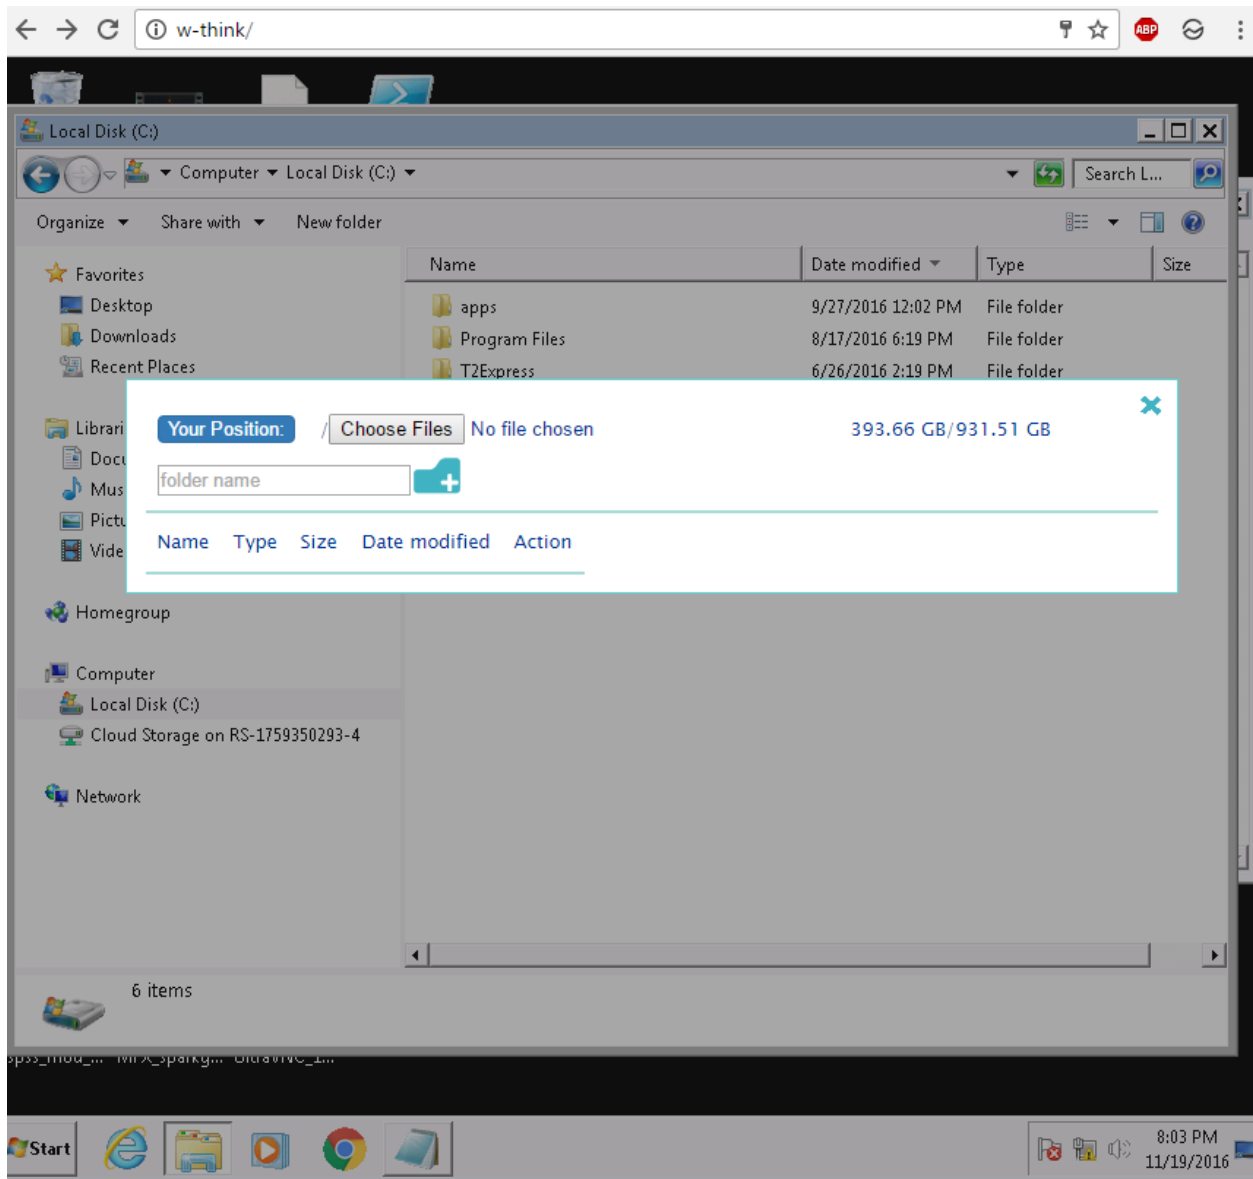 w-think/
ABP
Local Disk (C:)
Computer Local Disk (C:)
Search L...
Organize Share with New folder
Name Date modified Type Size
Favorites
Desktop
Downloads
Recent Places
apps 9/27/2016 12:02 PM File folder
Program Files 8/17/2016 6:19 PM File folder
T2Express 6/26/2016 2:19 PM File folder
Librari
Docu
Mus
Pictu
Vide
Your Position: / Choose Files No file chosen 393.66 GB/931.51 GB
folder name
Name Type Size Date modified Action
Homegroup
Computer
Local Disk (C:)
Cloud Storage on RS-1759350293-4
Network
6 items
Start
8:03 PM
11/19/2016